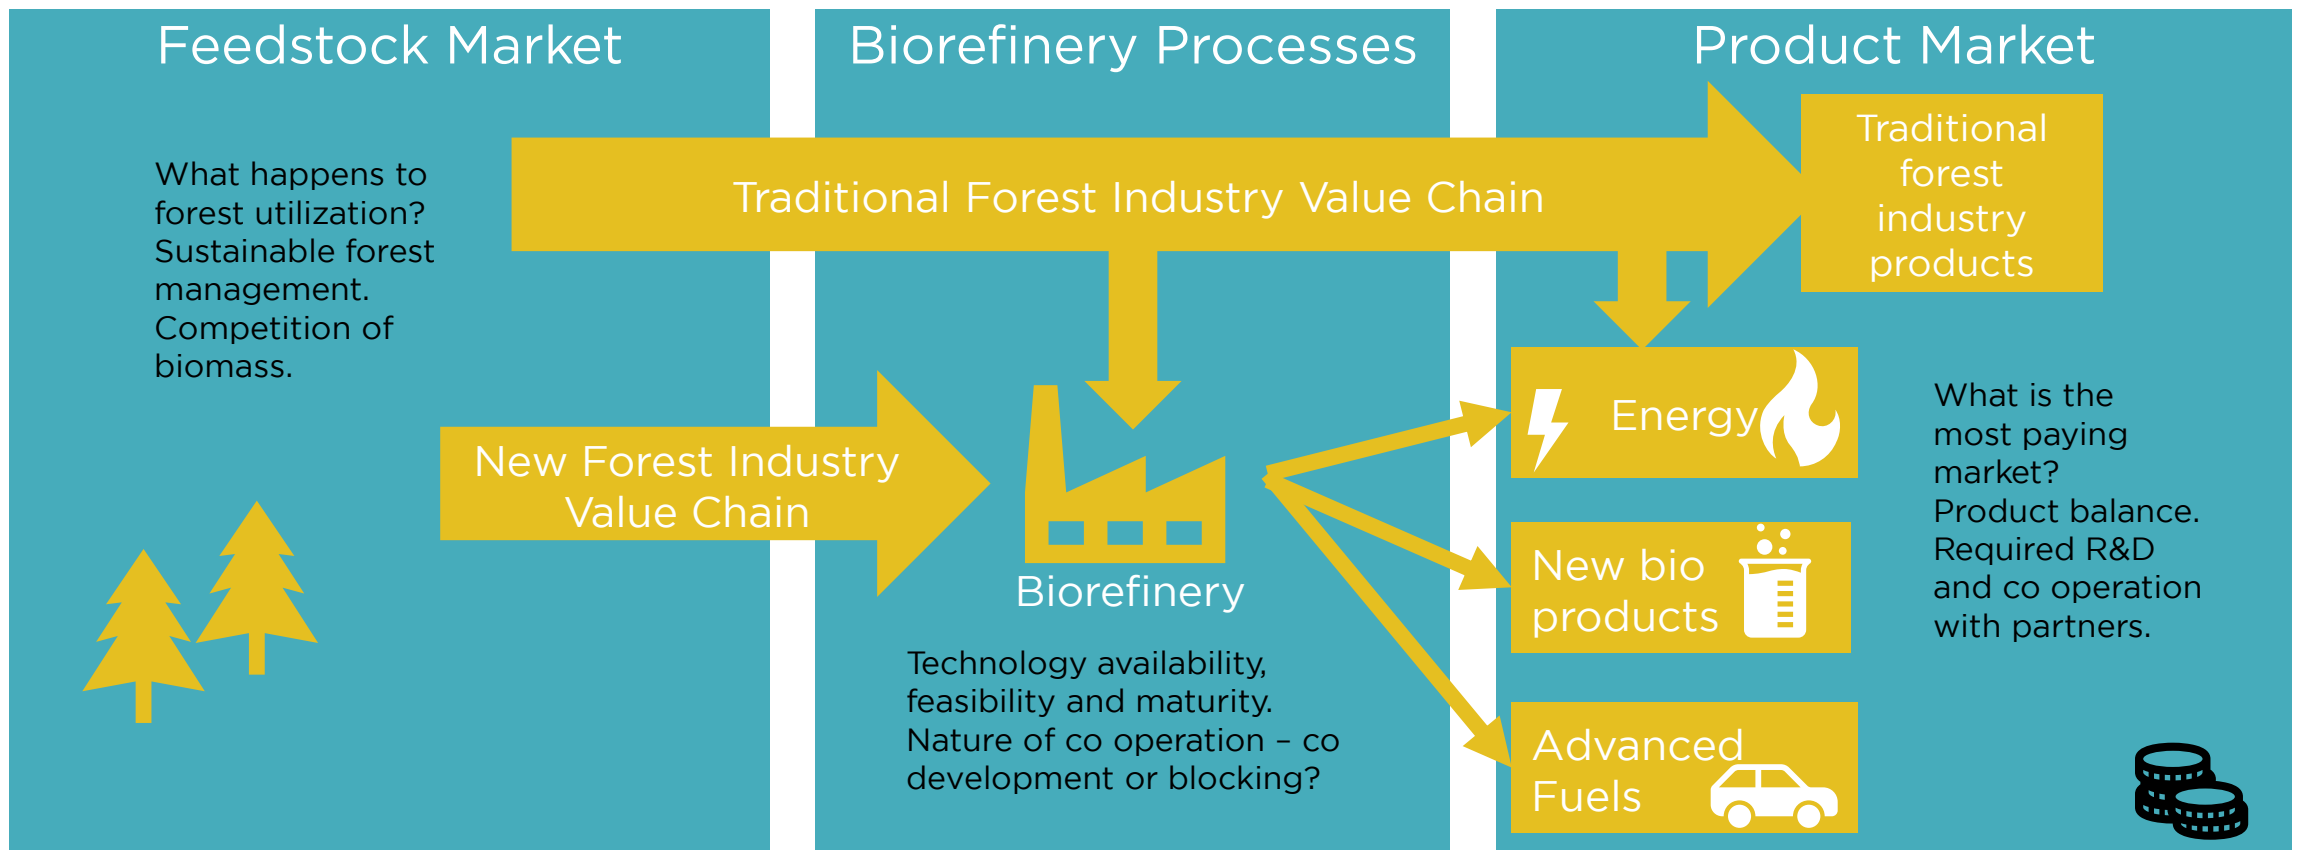 Feedstock Market
What happens to
forest utilization?
Sustainable forest
management.
Competition of
biomass.
New Forest Industry
Value Chain
Biorefinery Processes
Traditional Forest Industry Value Chain
Biorefinery
Technology availability,
feasibility and maturity.
Nature of co operation – co
development or blocking?
Product Market
Traditional
forest
industry
products
Energy
New bio
products
Advanced
Fuels
What is the
most paying
market?
Product balance.
Required R&D
and co operation
with partners.